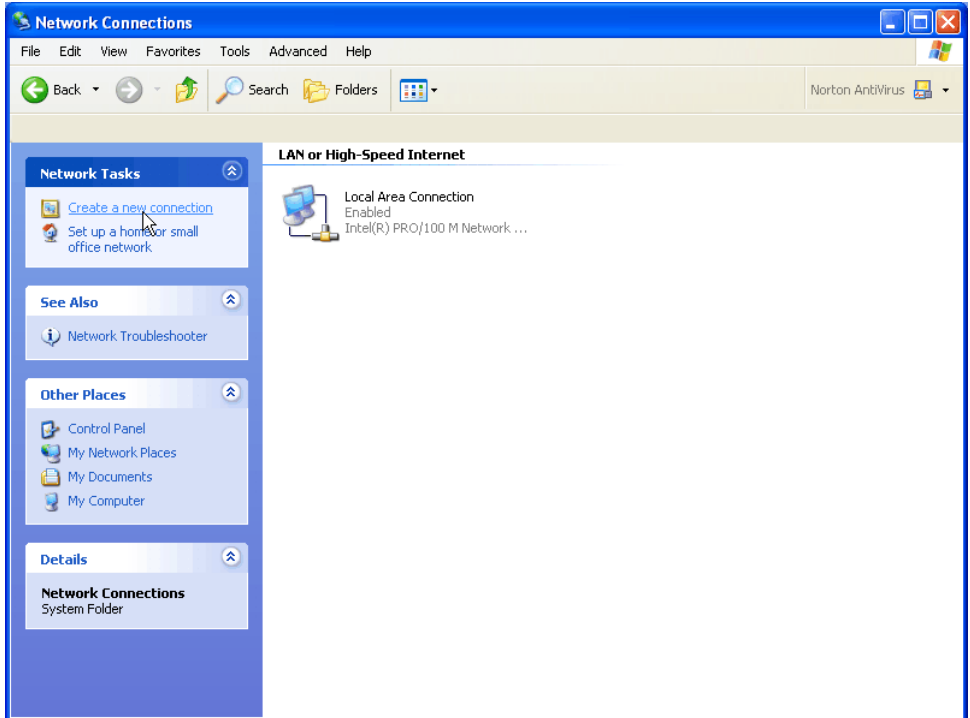 Network Connections
File Edit View Favorites Tools Advanced Help
Back Search Folders Norton AntiVirus
Network Tasks
Create a new connection
Set up a home or small
office network
See Also
Network Troubleshooter
Other Places
Control Panel
My Network Places
My Documents
My Computer
Details
Network Connections
System Folder
LAN or High-Speed Internet
Local Area Connection
Enabled
Intel(R) PRO/100 M Network ...